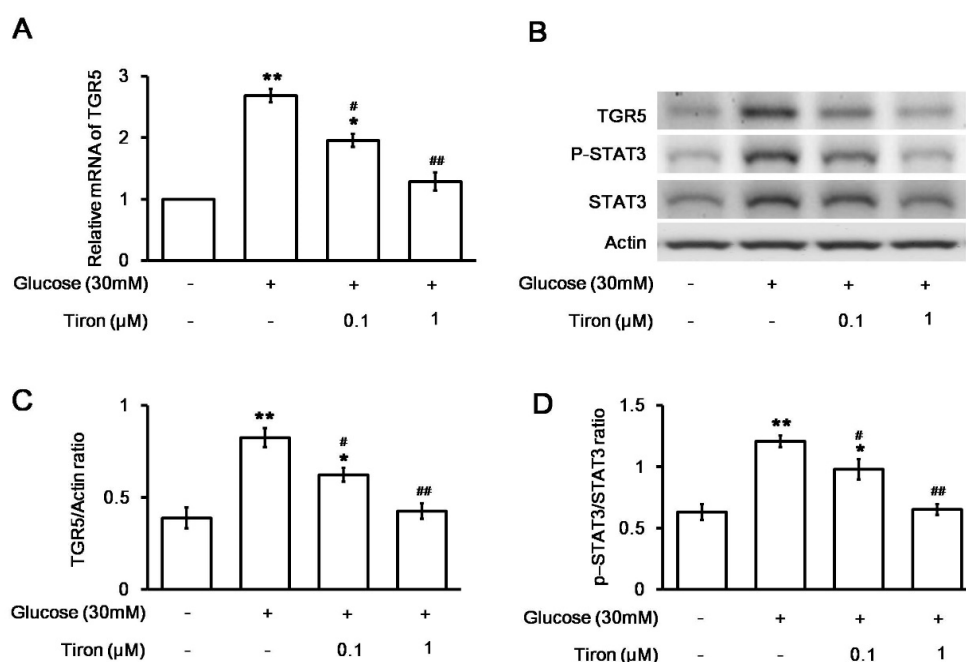 A
Relative mRNA of TGR5
3
2
1
0
**
#
*
##
Glucose (30mM) - + + +
Tiron (µM) - - 0.1 1
B
TGR5
P-STAT3
STAT3
Actin
Glucose (30mM) - + + +
Tiron (µM) - - 0.1 1
C
TGR5/Actin ratio
1
0.5
0
**
#
*
##
Glucose (30mM) - + + +
Tiron (µM) - - 0.1 1
D
p-STAT3/STAT3 ratio
1.5
1
0.5
0
**
#
*
##
Glucose (30mM) - + + +
Tiron (µM) - - 0.1 1